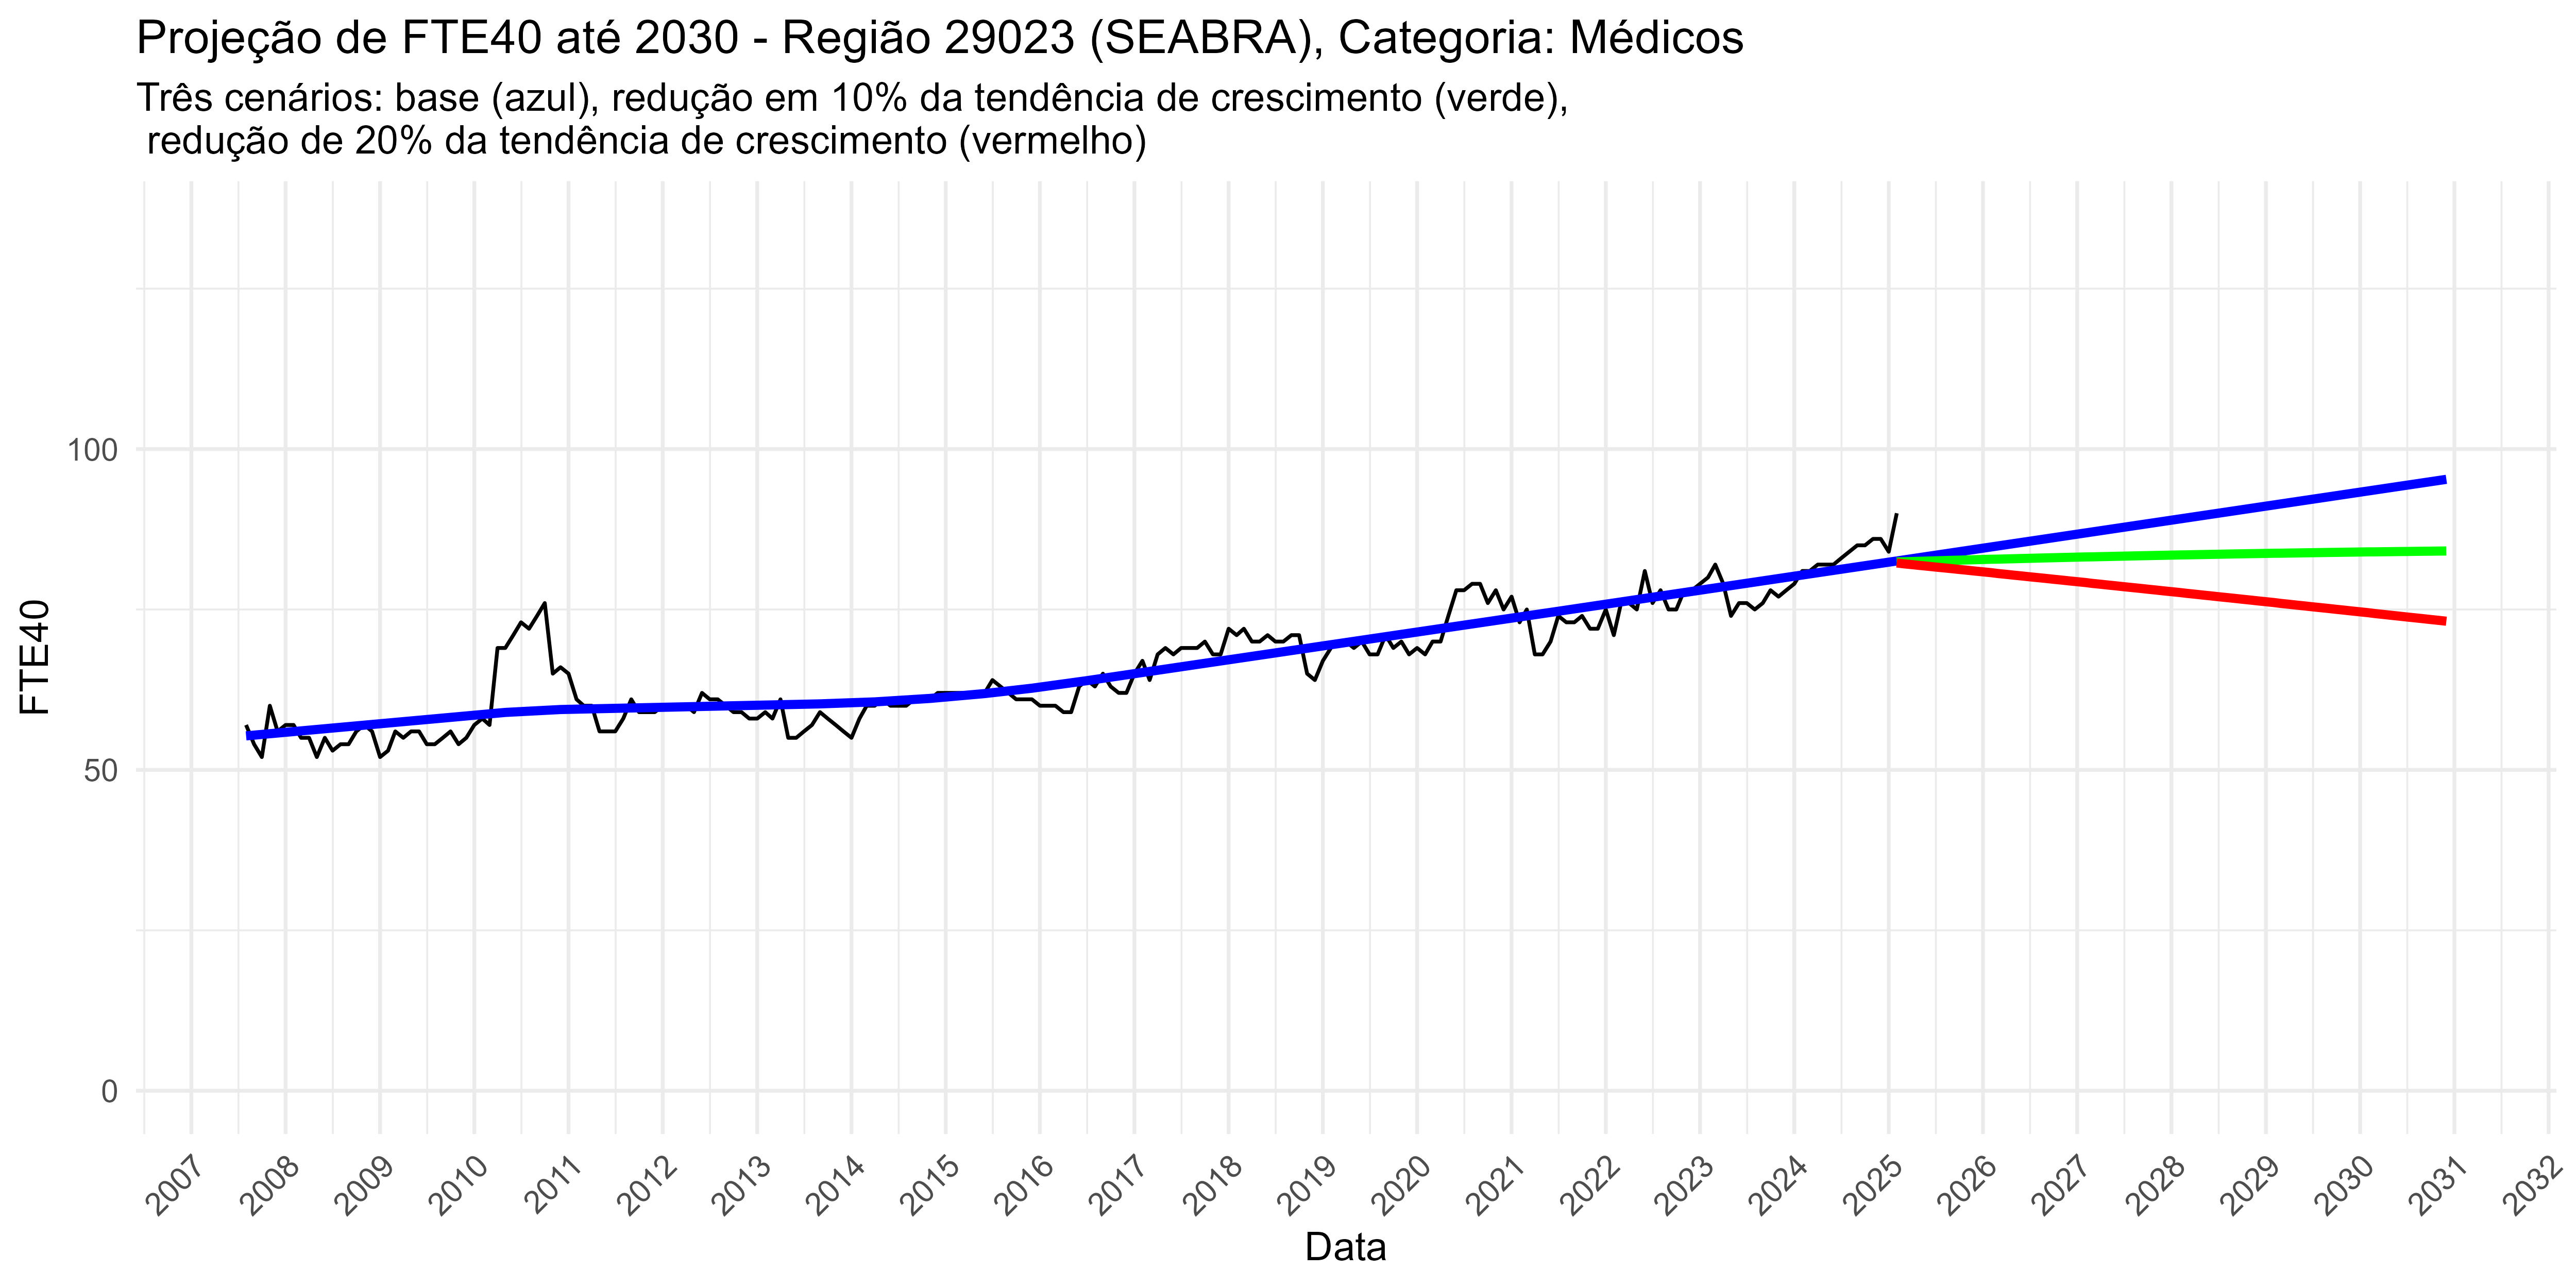 Projeção de FTE40 até 2030 - Região 29023 (SEABRA), Categoria: Médicos
Três cenários: base (azul), redução em 10% da tendência de crescimento (verde),
redução de 20% da tendência de crescimento (vermelho)
FTE40
100
50
0
2007 2008 2009 2010 2011 2012 2013 2014 2015 2016 2017 2018 2019 2020 2021 2022 2023 2024 2025 2026 2027 2028 2029 2030 2031 2032
Data